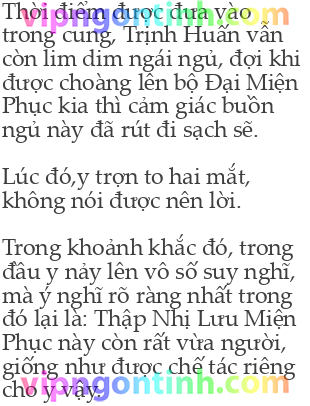 Thời điểm được đưa vào
trong cung, Trịnh Huấn vẫn
còn lim dim ngái ngủ, đợi khi
được choàng lên bộ Đại Miện
Phục kia thì cảm giác buồn
ngủ này đã rút đi sạch sẽ.
Lúc đó,y trợn to hai mắt,
không nói được nên lời.
Trong khoảnh khắc đó, trong
đầu y nảy lên vô số suy nghĩ,
mà ý nghĩ rõ ràng nhất trong
đó lại là: Thập Nhị Lưu Miện
Phục này còn rất vừa người,
giống như được chế tác riêng
cho y vậy.
vipngontinh.com
vipngontinh.com